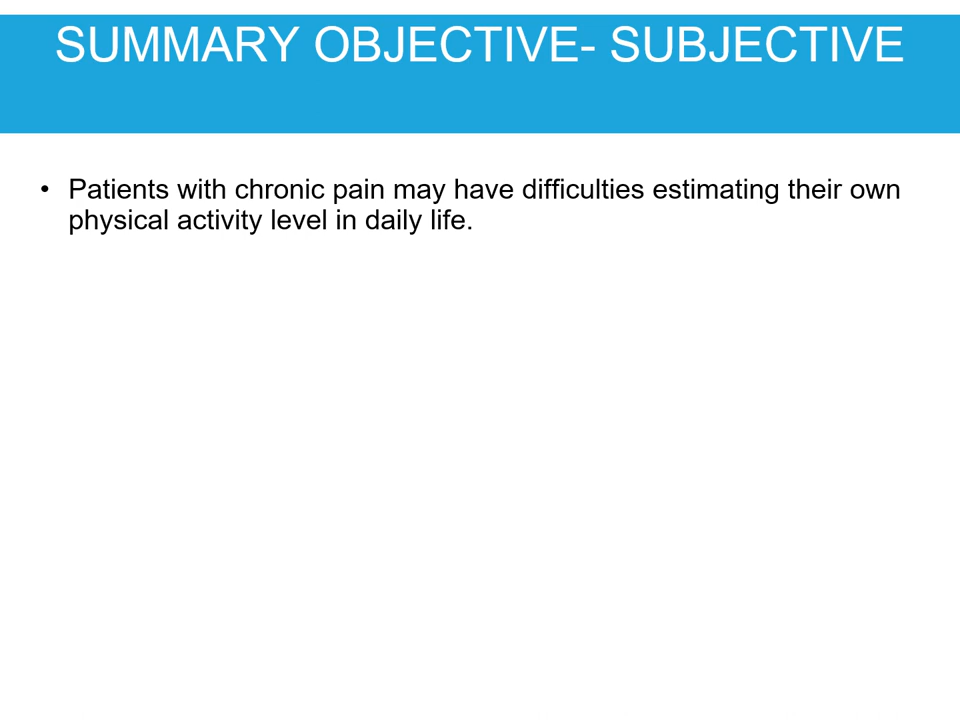 SUMMARY OBJECTIVE- SUBJECTIVE
• Patients with chronic pain may have difficulties estimating their own
physical activity level in daily life.